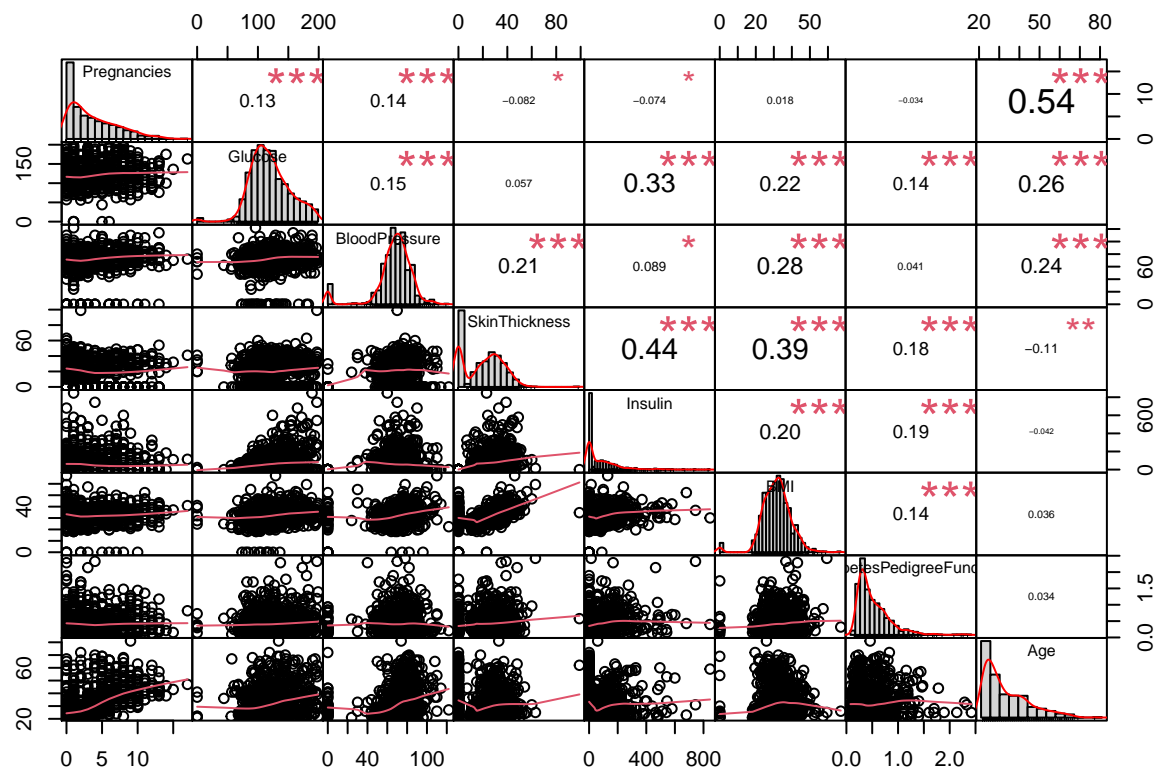 0 100 200 0 40 80 0 20 40 60 20 50 80
Pregnancies *** *** * * ***
0.13 0.14 −0.082 −0.074 0.018 −0.034 0.54 0 10
Glucose *** *** *** *** ***
0 150 0.15 0.057 0.33 0.22 0.14 0.26
BloodPressure *** * *** ***
0.21 0.089 0.28 0.041 0.24 0 60
SkinThickness *** *** *** **
0 60 0.44 0.39 0.18 −0.11
Insulin *** ***
0.20 0.19 −0.042 0 600
BMI ***
0 40 0.14 0.036
betesPedigreeFunc
0.034 0.0 1.5
Age
20 60
0 5 10 0 40 100 0 400 800 0.0 1.0 2.0